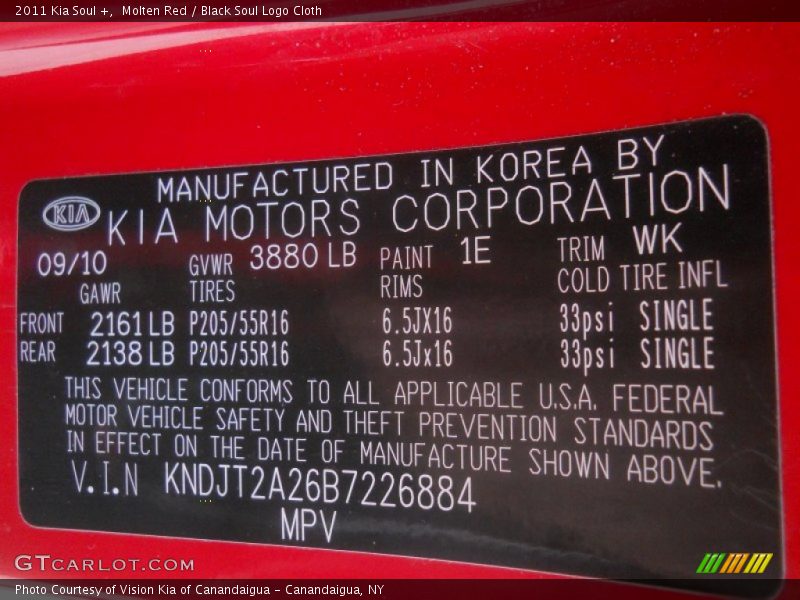 2011 Kia Soul +, Molten Red / Black Soul Logo Cloth
MANUFACTURED IN KOREA BY
KIA KIA MOTORS CORPORATION
09/10 GVWR 3880 LB PAINT 1E TRIM WK
GAWR TIRES RIMS COLD TIRE INFL
FRONT 2161 LB P205/55R16 6.5JX16 33psi SINGLE
REAR 2138 LB P205/55R16 6.5Jx16 33psi SINGLE
THIS VEHICLE CONFORMS TO ALL APPLICABLE U.S.A. FEDERAL
MOTOR VEHICLE SAFETY AND THEFT PREVENTION STANDARDS
IN EFFECT ON THE DATE OF MANUFACTURE SHOWN ABOVE.
V.I.N KNDJT2A26B7226884
MPV
GTCARLOT.COM
Photo Courtesy of Vision Kia of Canandaigua - Canandaigua, NY